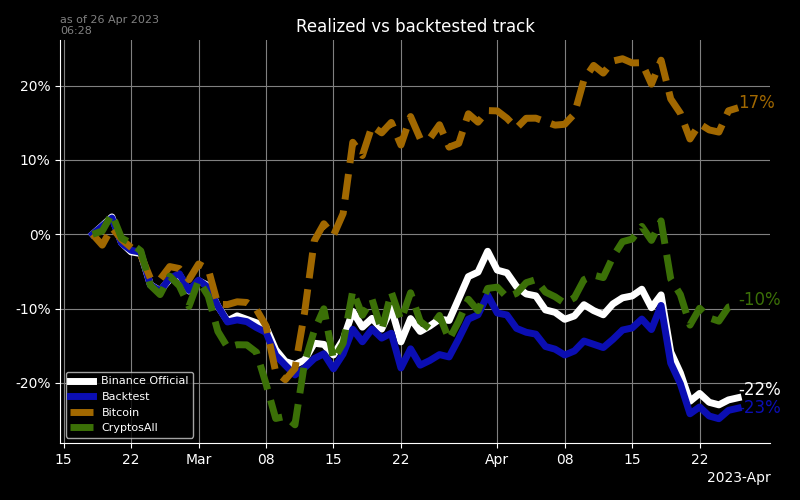 as of 26 Apr 2023
06:28
Realized vs backtested track
20%
10%
0%
-10%
-20%
17%
-10%
-22%
-23%
Binance Official
Backtest
Bitcoin
CryptosAll
15 22 Mar 08 15 22 Apr 08 15 22
2023-Apr